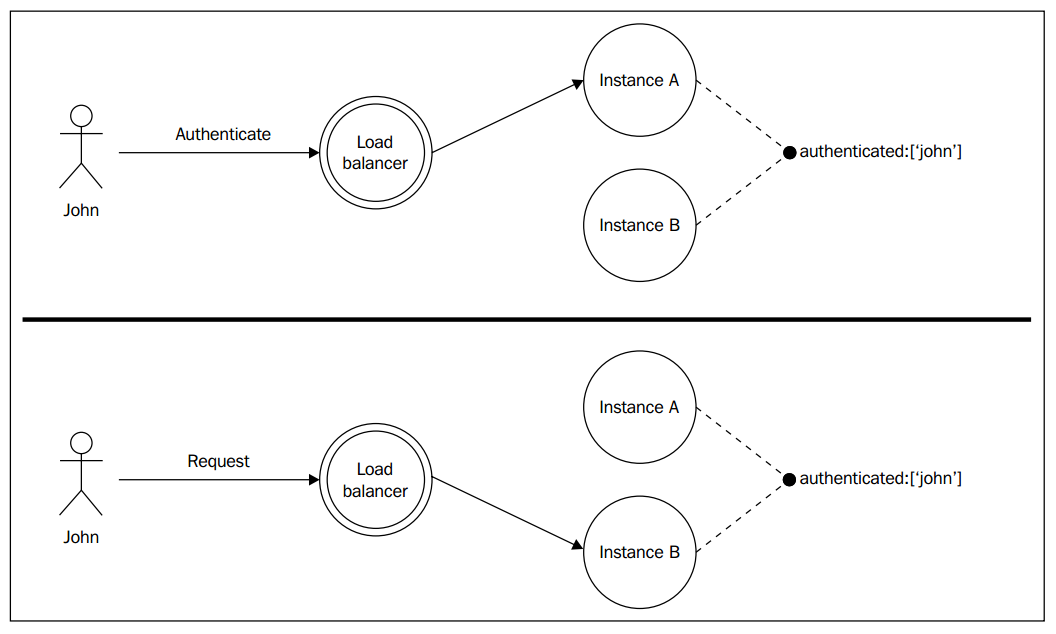 Authenticate
John
Load
balancer
Instance A
Instance B
authenticated:[‘john’]
Request
John
Load
balancer
Instance A
Instance B
authenticated:[‘john’]